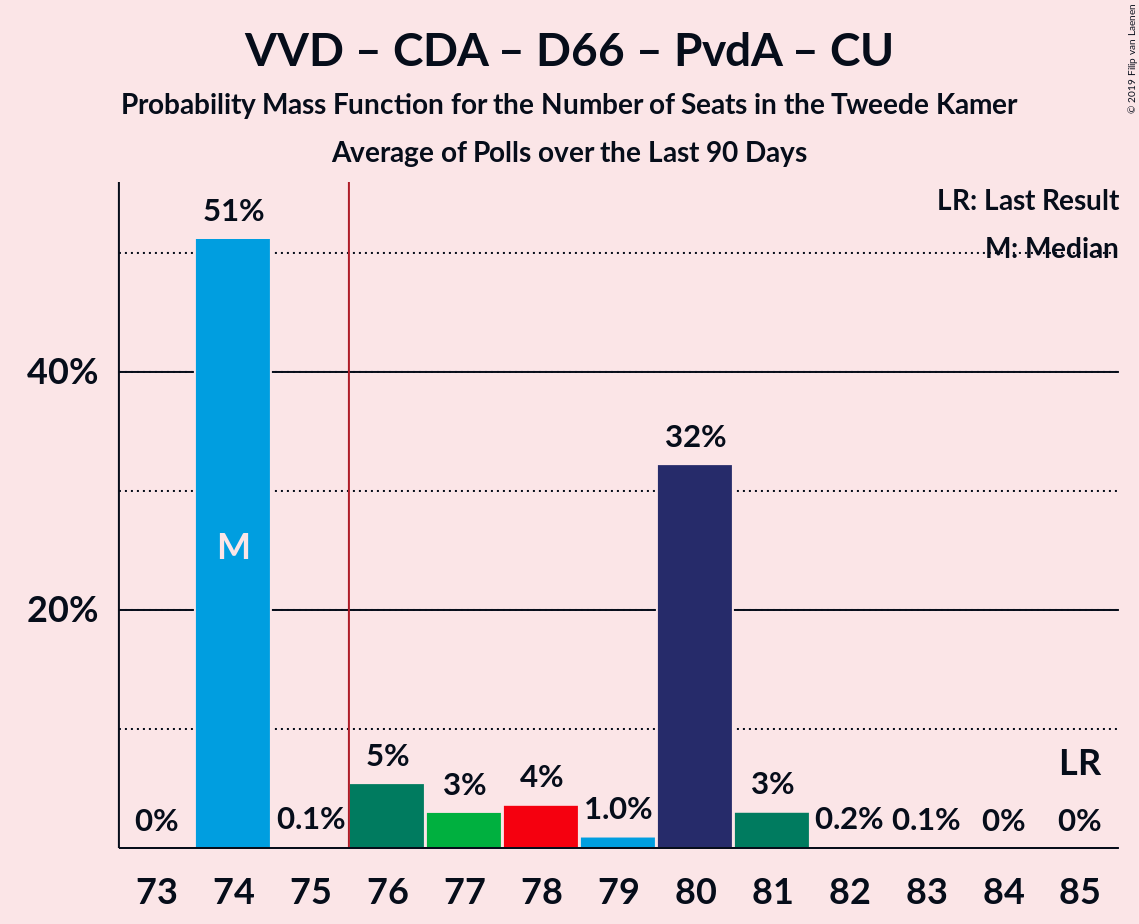 VVD – CDA – D66 – PvdA – CU
Probability Mass Function for the Number of Seats in the Tweede Kamer
Average of Polls over the Last 90 Days
© 2019 Filip van Laenen
LR: Last Result
M: Median
40%
20%
0%
51%
M
0.1%
5%
3%
4%
1.0%
32%
3%
0.2%
0.1%
0%
LR
0%
73 74 75 76 77 78 79 80 81 82 83 84 85